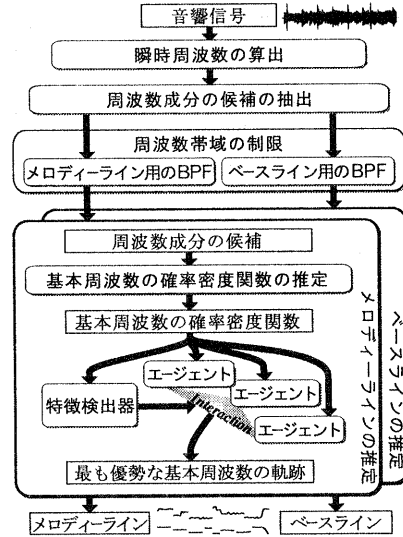 音響信号
瞬時周波数の算出
周波数成分の候補の抽出
周波数帯域の制限
メロディーライン用のBPF
ベースライン用のBPF
周波数成分の候補
基本周波数の確率密度関数の推定
基本周波数の確率密度関数
エージェント
エージェント
エージェント
特徴検出器
Interaction
最も優勢な基本周波数の軌跡
メロディーラインの推定
ベースラインの推定
メロディーライン
ベースライン